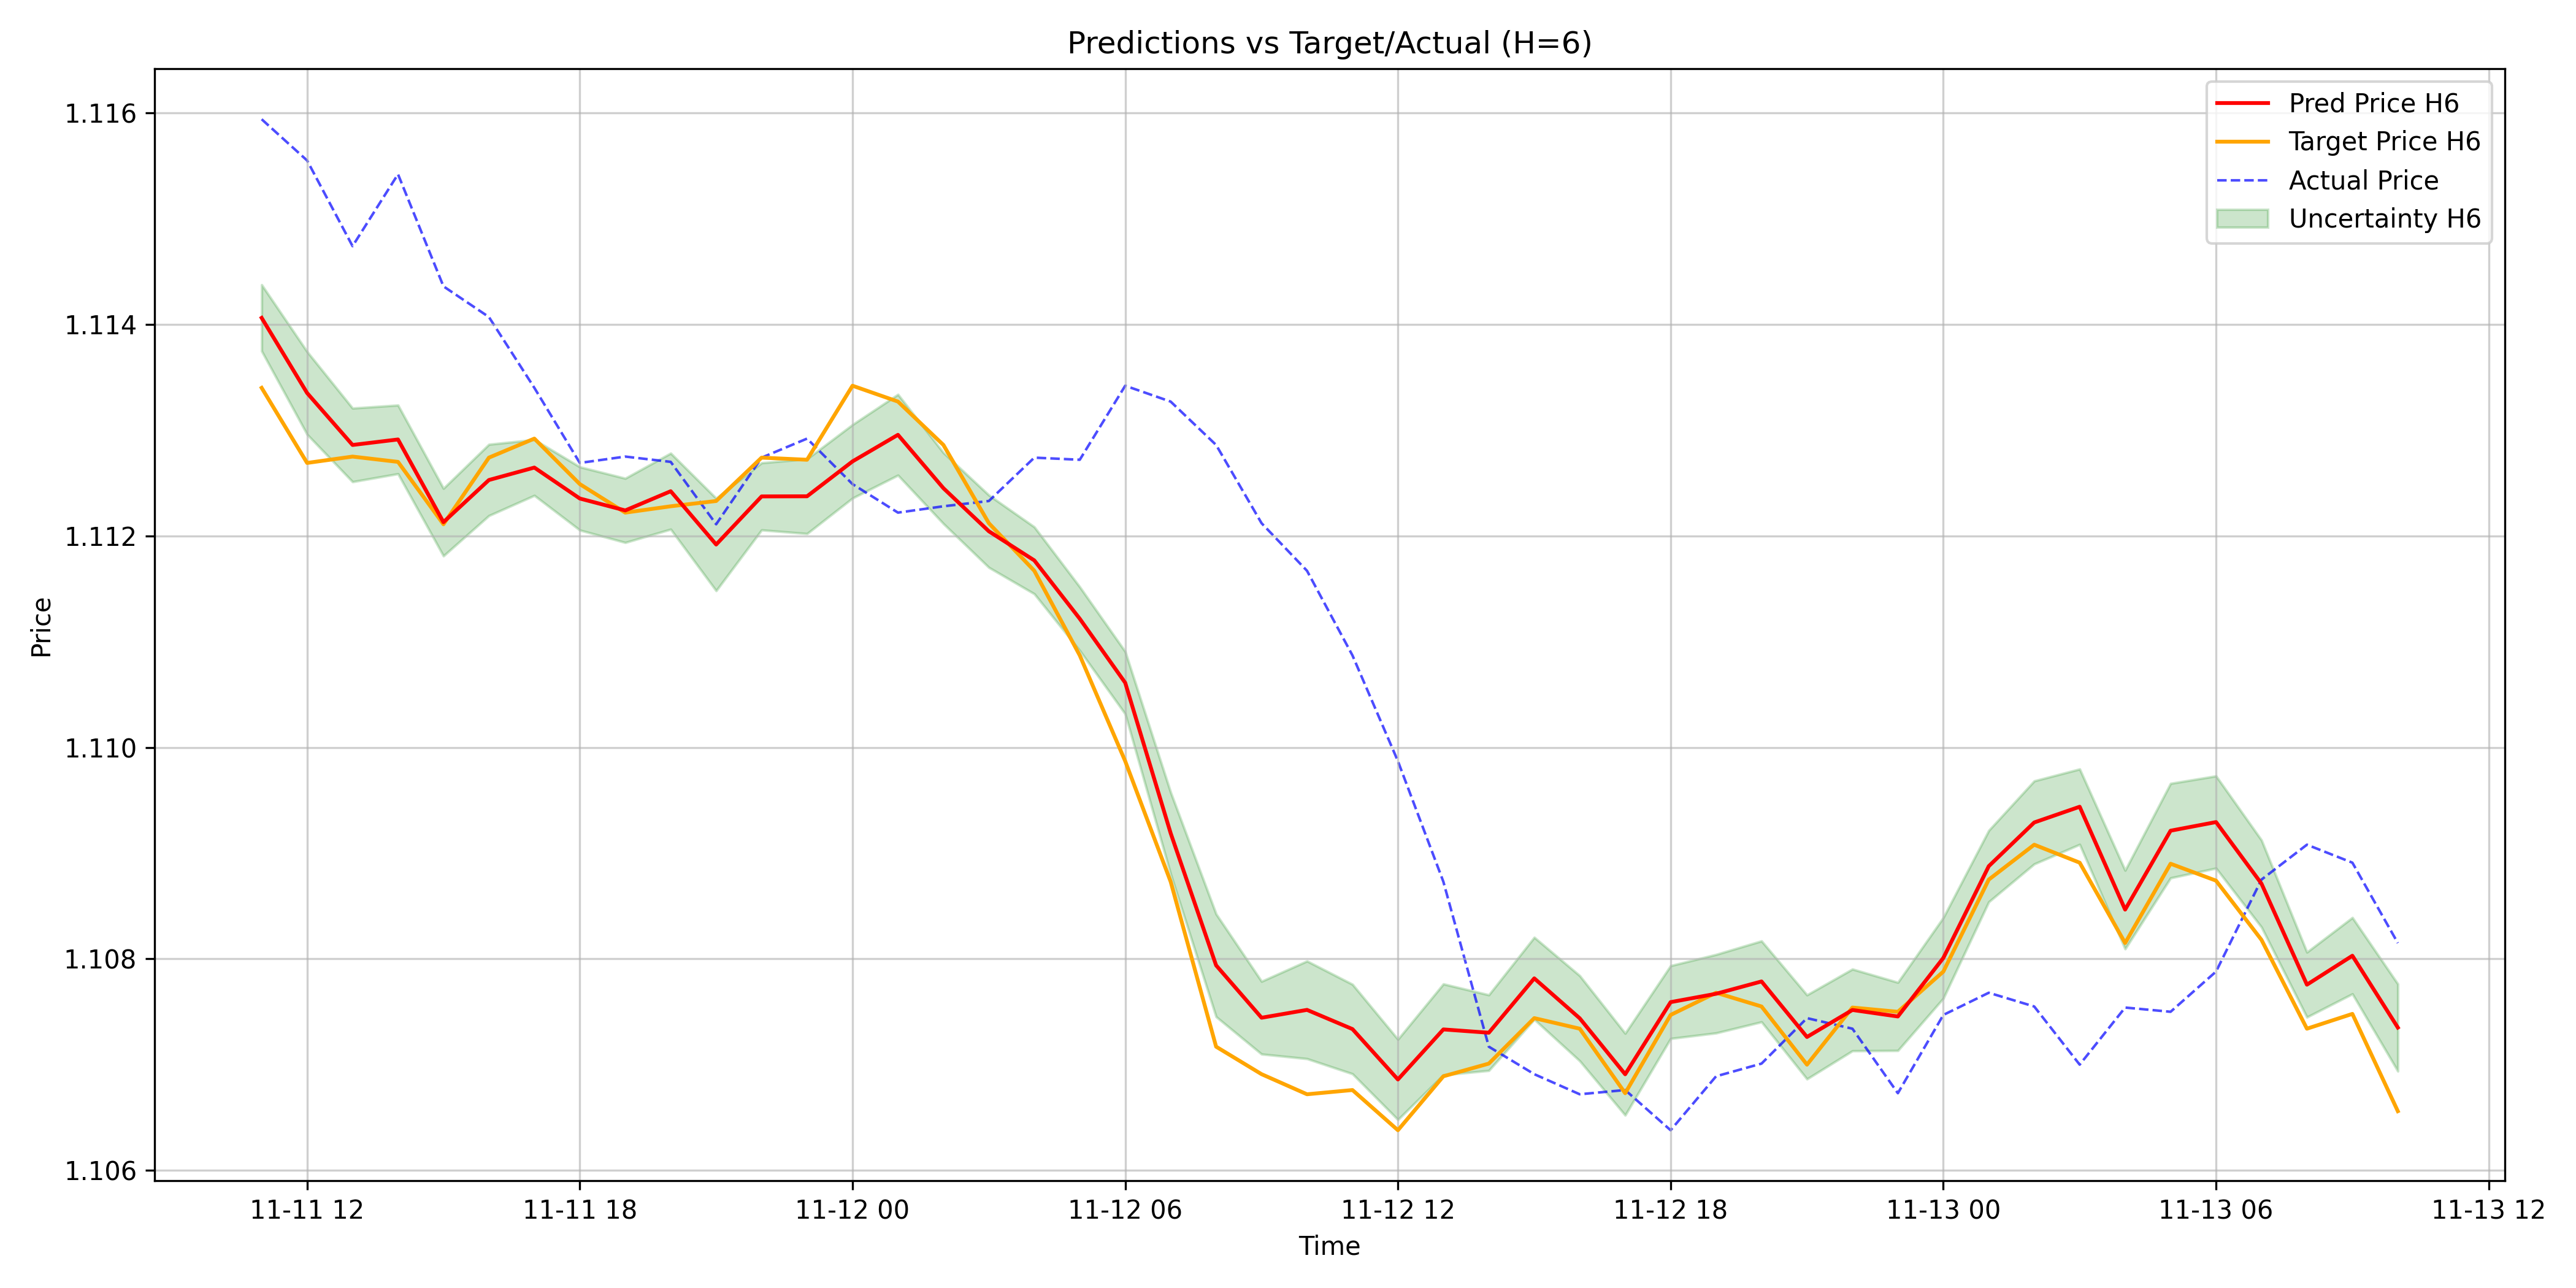 Predictions vs Target/Actual (H=6)
Pred Price H6
Target Price H6
Actual Price
Uncertainty H6
1.116
1.114
1.112
1.110
1.108
1.106
Price
11-11 12
11-11 18
11-12 00
11-12 06
11-12 12
11-12 18
11-13 00
11-13 06
11-13 12
Time